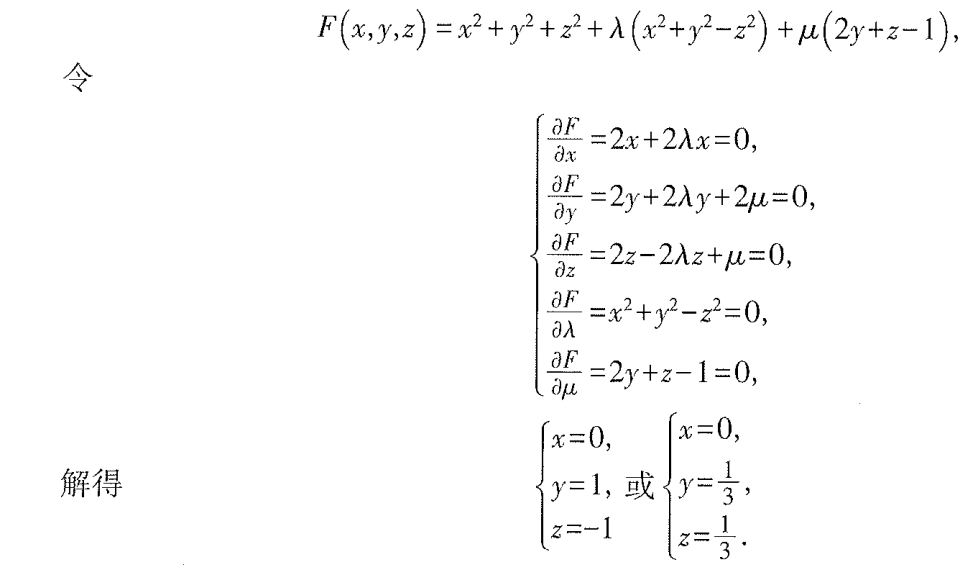 F(x,y,z)=x²+y²+z²+λ(x²+y²−z²)+μ(2y+z−1),
令
∂F/∂x=2x+2λx=0,
∂F/∂y=2y+2λy+2μ=0,
∂F/∂z=2z−2λz+μ=0,
∂F/∂λ=x²+y²−z²=0,
∂F/∂μ=2y+z−1=0,
解得 { x=0, y=1, z=−1 或 { x=0, y=1/3, z=1/3.